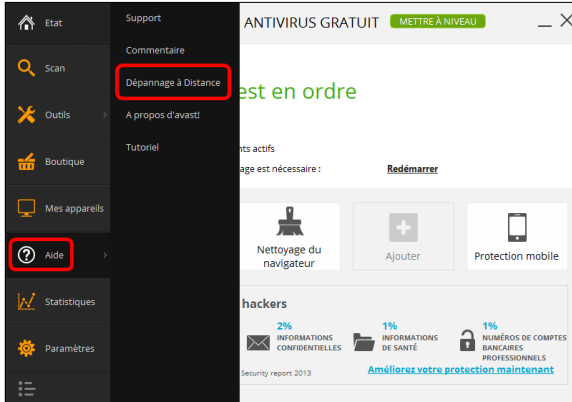 Etat
Scan
Outils
Boutique
Mes appareils
Aide
Statistiques
Paramètres
Support
Commentaire
Dépannage à Distance
A propos d'avast!
Tutoriel
ANTIVIRUS GRATUIT
METTRE À NIVEAU
est en ordre
nts actifs
age est nécessaire :
Redémarrer
Nettoyage du
navigateur
Ajouter
Protection mobile
hackers
2%
INFORMATIONS
CONFIDENTIELLES
1%
INFORMATIONS
DE SANTÉ
1%
NUMÉROS DE COMPTES
BANCAIRES
PROFESSIONNELS
Security report 2013
Améliorez votre protection maintenant